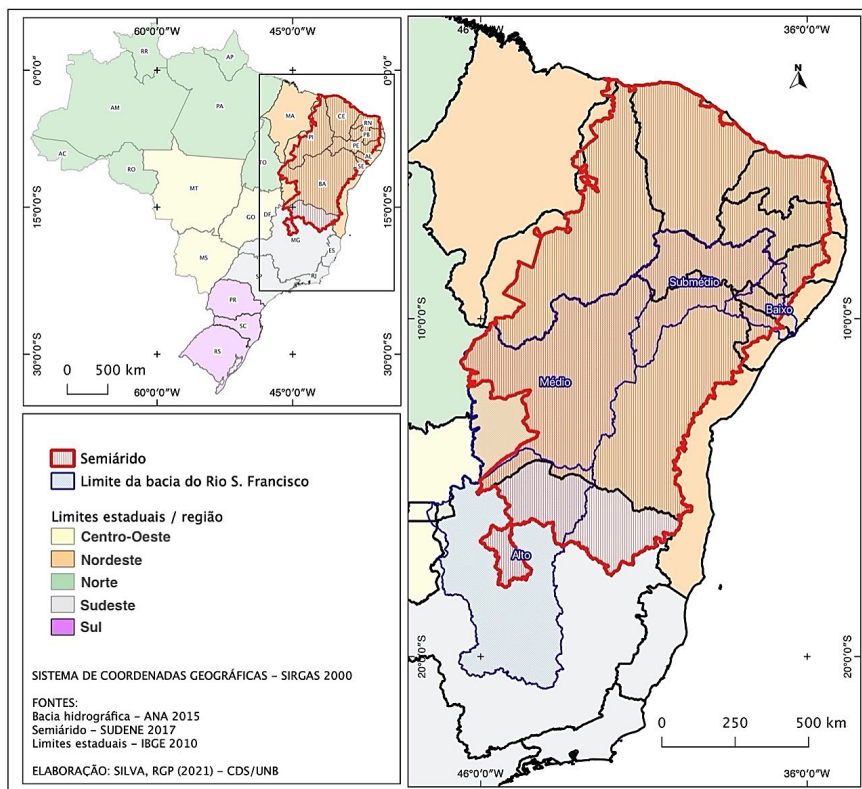 60°0'0"W 45°0'0"W
0°0'0"
0°0'0"
RR
AP
AM
PA
MA
CE
RN
PB
PI
PE
AL
SE
AC
TO
RO
BA
MT
15°0'0"S
15°0'0"S
GO
DF
MG
MS
ES
SP
RJ
PR
SC
RS
30°0'0"S
30°0'0"S
0 500 km
60°0'0"W 45°0'0"W
Semiárido
Limite da bacia do Rio S. Francisco
Limites estaduais / região
Centro-Oeste
Nordeste
Norte
Sudeste
Sul
SISTEMA DE COORDENADAS GEOGRÁFICAS - SIRGAS 2000
FONTES:
Bacia hidrográfica - ANA 2015
Semiárido - SUDENE 2017
Limites estaduais - IBGE 2010
ELABORAÇÃO: SILVA, RGP (2021) - CDS/UNB
36°0'0"W
N
Submédio
Baixo
10°0'0"S
10°0'0"S
Médio
Alto
20°0'0"S
20°0'0"S
0 250 500 km
46°0'0"W 36°0'0"W